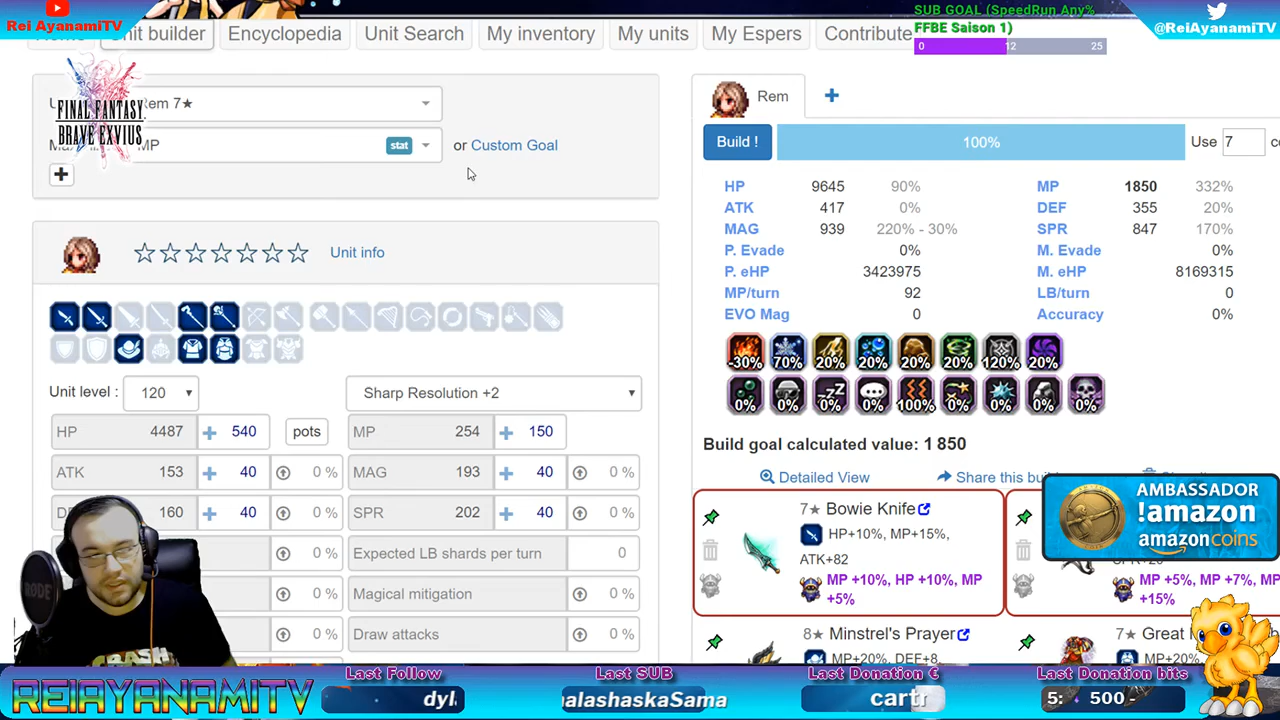 Rei AyanamiTV
SUB GOAL (SpeedRun Any%
FFBE Saison 1)
0 12 25
@ReiAyanamiTV
Unit builder Encyclopedia Unit Search My inventory My units My Espers Contribute
FINAL FANTASY
BRAVE EXVIUS
Rem 7★
MP stat or Custom Goal
Unit info
Unit level : 120 Sharp Resolution +2
HP 4487 540 pots MP 254 150
ATK 153 40 0 % MAG 193 40 0 %
160 40 0 % SPR 202 40 0 %
0 % Expected LB shards per turn 0
0 % Magical mitigation 0 %
0 % Draw attacks 0 %
RODE
Rem
Build ! 100% Use 7
HP 9645 90% MP 1850 332%
ATK 417 0% DEF 355 20%
MAG 939 220% - 30% SPR 847 170%
P. Evade 0% M. Evade 0%
P. eHP 3423975 M. eHP 8169315
MP/turn 92 LB/turn 0
EVO Mag 0 Accuracy 0%
-30% 70% 20% 20% 20% 20% 120% 20%
0% 0% 0% 0% 100% 0% 0% 0% 0%
Build goal calculated value: 1 850
Detailed View Share this
7★ Bowie Knife
HP+10%, MP+15%,
ATK+82
MP +10%, HP +10%, MP
+5%
MP +5%, MP +7%, MP
+15%
8★ Minstrel's Prayer
MP+20%, DEF+8
7★ Great
MP+20%,
AMBASSADOR
!amazon
amazoncoins
REIAYANAMITV
Last Follow
dyl
Last SUB
alashaskaSama
Last Donation €
cartr
Last Donation bits
5: 500